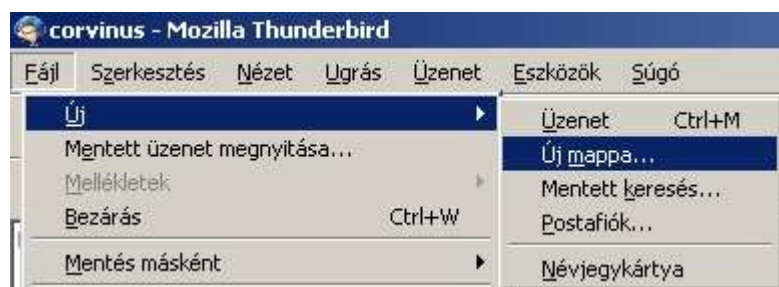 corvinus - Mozilla Thunderbird
Fájl Szerkesztés Nézet Ugrás Üzenet Eszközök Súgó
Új
Mentett üzenet megnyitása...
Mellékletek
Bezárás Ctrl+W
Mentés másként
Üzenet Ctrl+M
Új mappa...
Mentett keresés...
Postafiók...
Névjegykártya